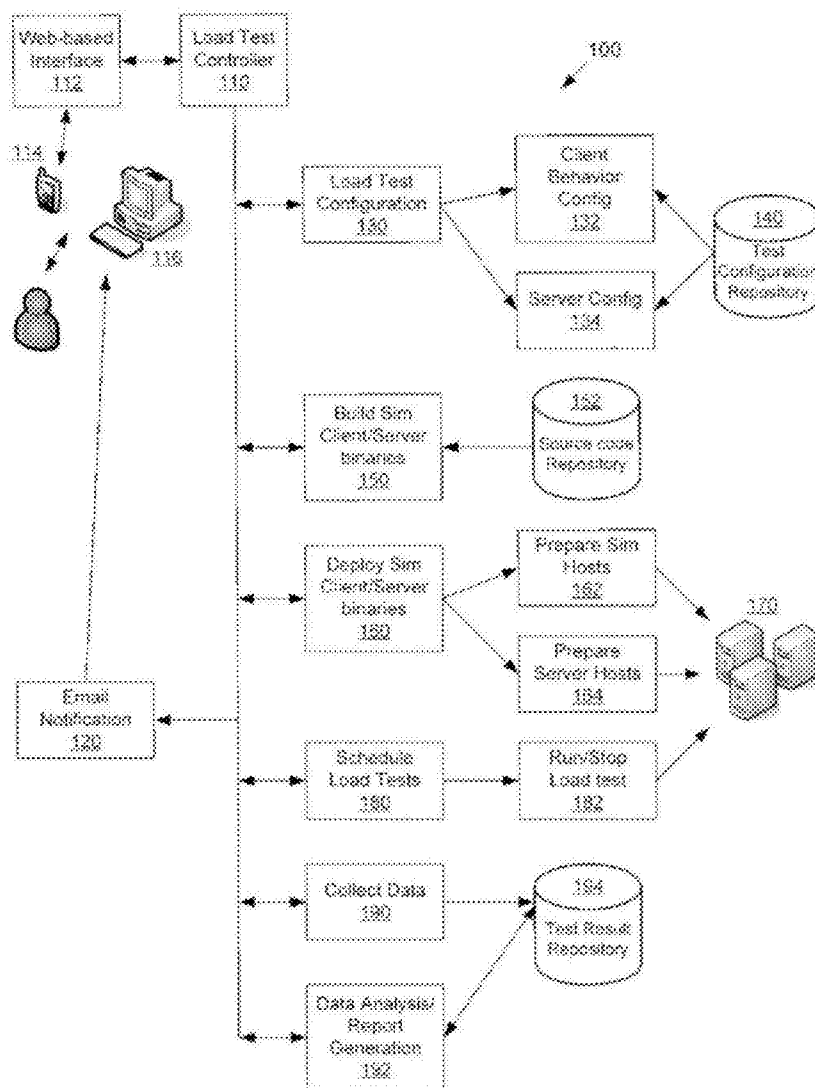 Web-based
Interface
112
Load Test
Controller
110
100
114
116
Load Test
Configuration
130
Client
Behavior
Config
132
Server Config
134
140
Test
Configuration
Repository
Build Sim
Client/Server
binaries
150
152
Source code
Repository
Deploy Sim
Client/Server
binaries
160
Prepare Sim
Hosts
162
Prepare
Server Hosts
164
170
Email
Notification
120
Schedule
Load Tests
180
Run/Stop
Load test
182
Collect Data
190
194
Test Result
Repository
Data Analysis/
Report
Generation
192